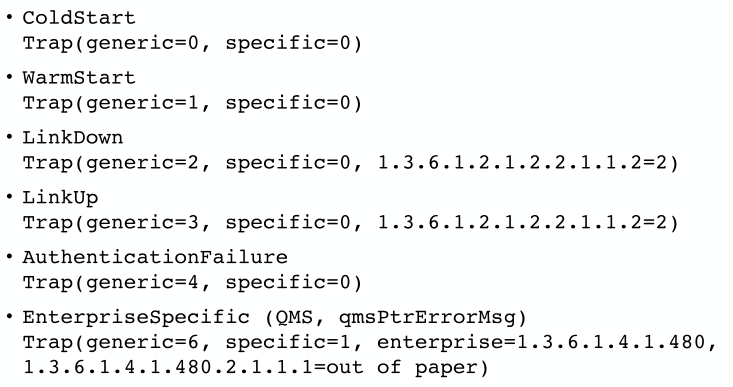 • ColdStart
Trap(generic=0, specific=0)
• WarmStart
Trap(generic=1, specific=0)
• LinkDown
Trap(generic=2, specific=0, 1.3.6.1.2.1.2.2.1.1.2=2)
• LinkUp
Trap(generic=3, specific=0, 1.3.6.1.2.1.2.2.1.1.2=2)
• AuthenticationFailure
Trap(generic=4, specific=0)
• EnterpriseSpecific (QMS, qmsPtrErrorMsg)
Trap(generic=6, specific=1, enterprise=1.3.6.1.4.1.480,
1.3.6.1.4.1.480.2.1.1.1=out of paper)